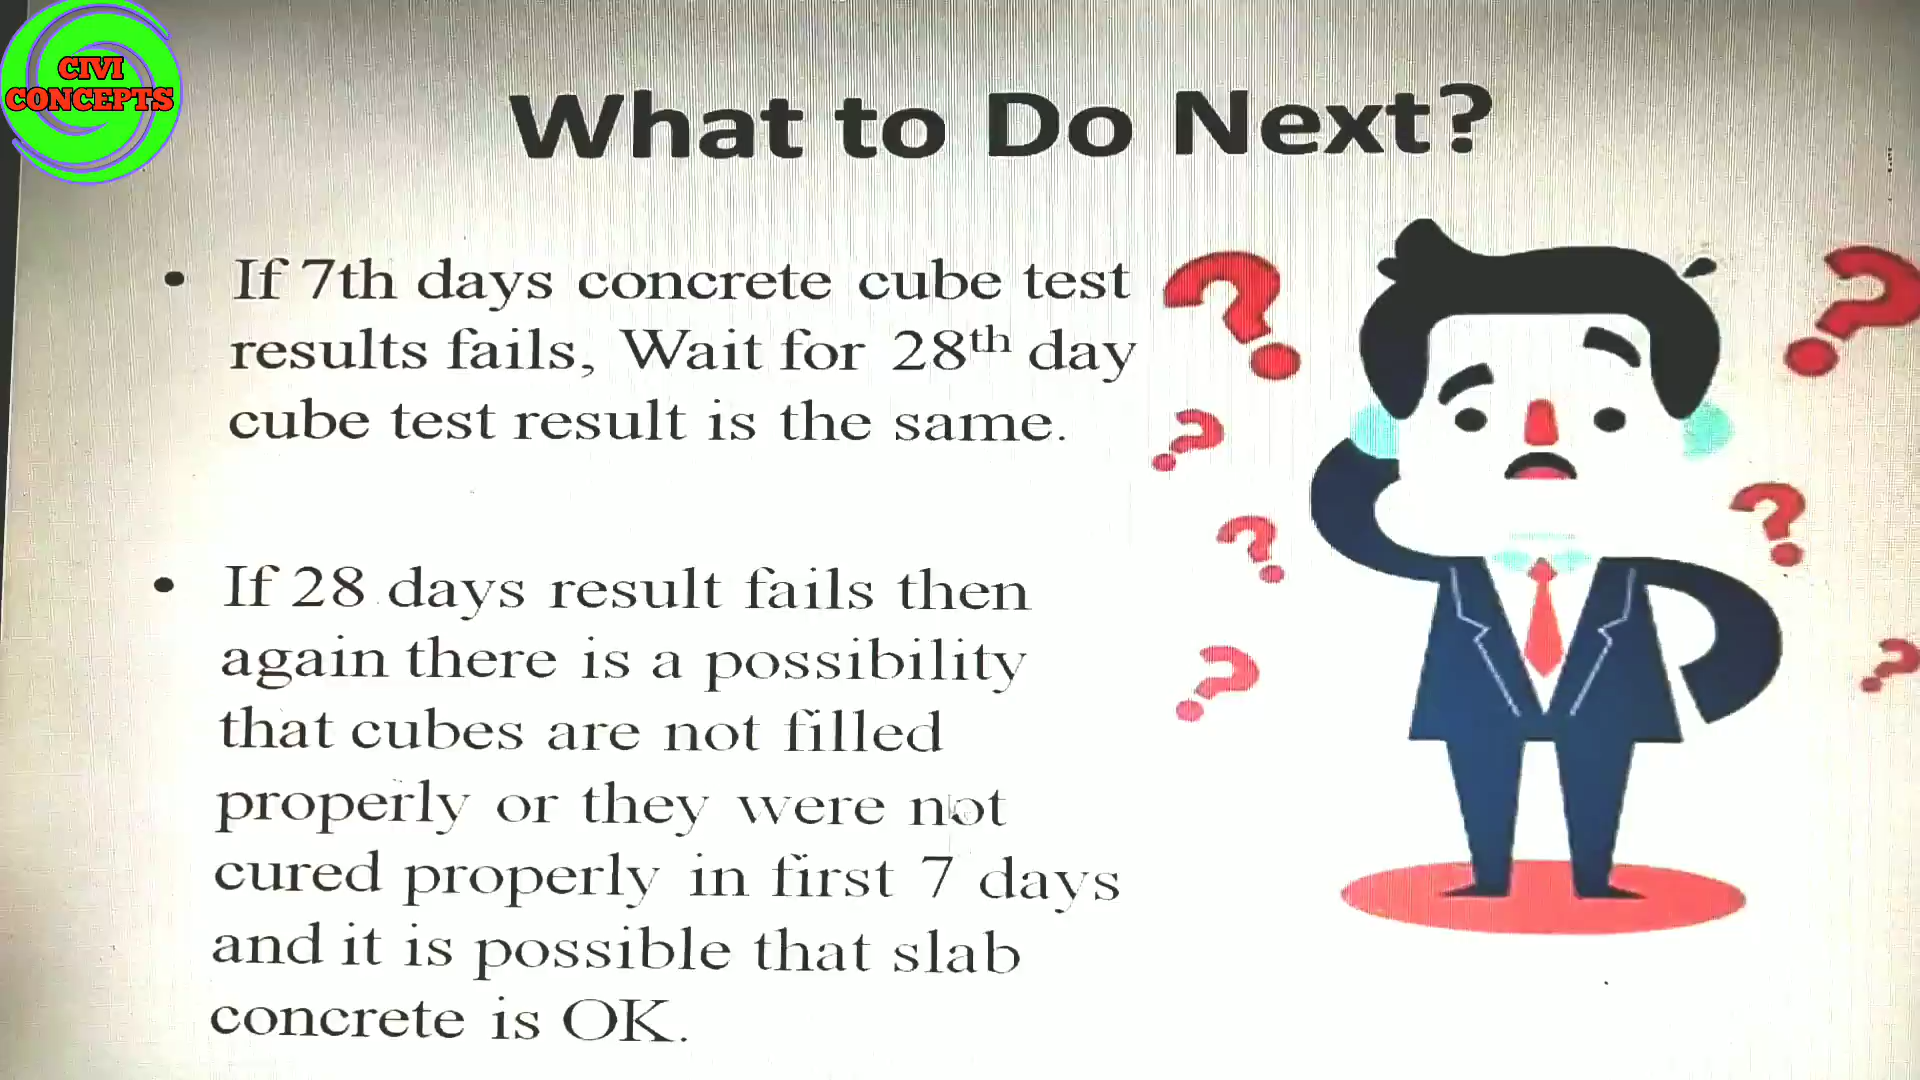 CIVI
CONCEPTS
What to Do Next?
• If 7th days concrete cube test
results fails, Wait for 28th day
cube test result is the same.
• If 28 days result fails then
again there is a possibility
that cubes are not filled
properly or they were not
cured properly in first 7 days
and it is possible that slab
concrete is OK.